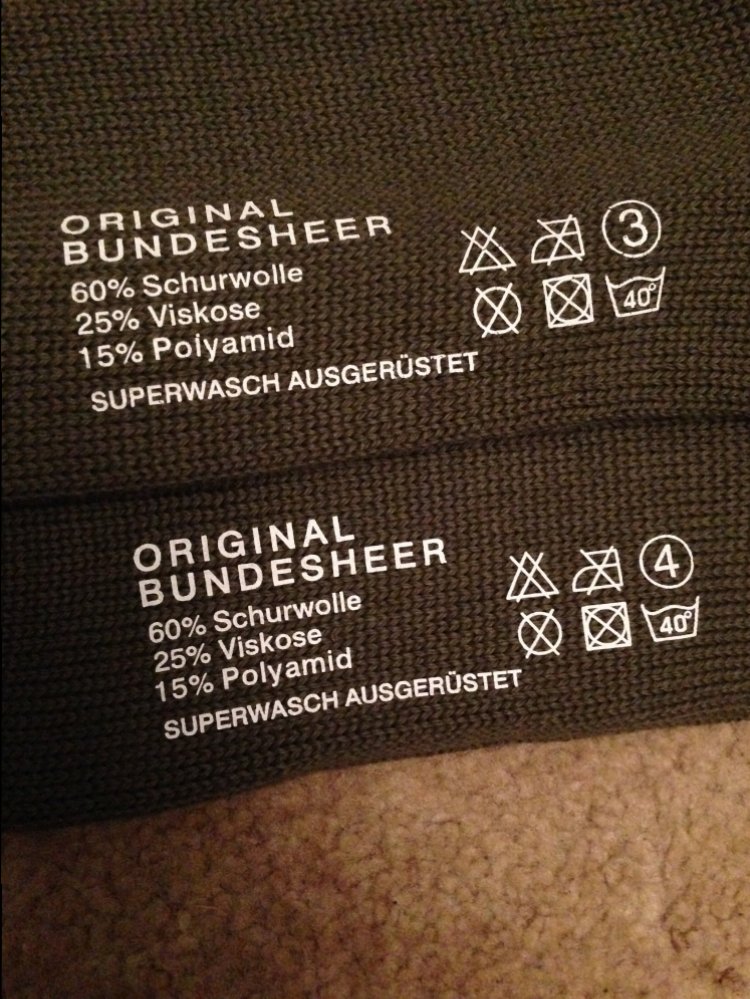 ORIGINAL
BUNDESHEER
60% Schurwolle
25% Viskose
15% Polyamid
SUPERWASCH AUSGERÜSTET
3
40°
ORIGINAL
BUNDESHEER
60% Schurwolle
25% Viskose
15% Polyamid
SUPERWASCH AUSGERÜSTET
4
40°